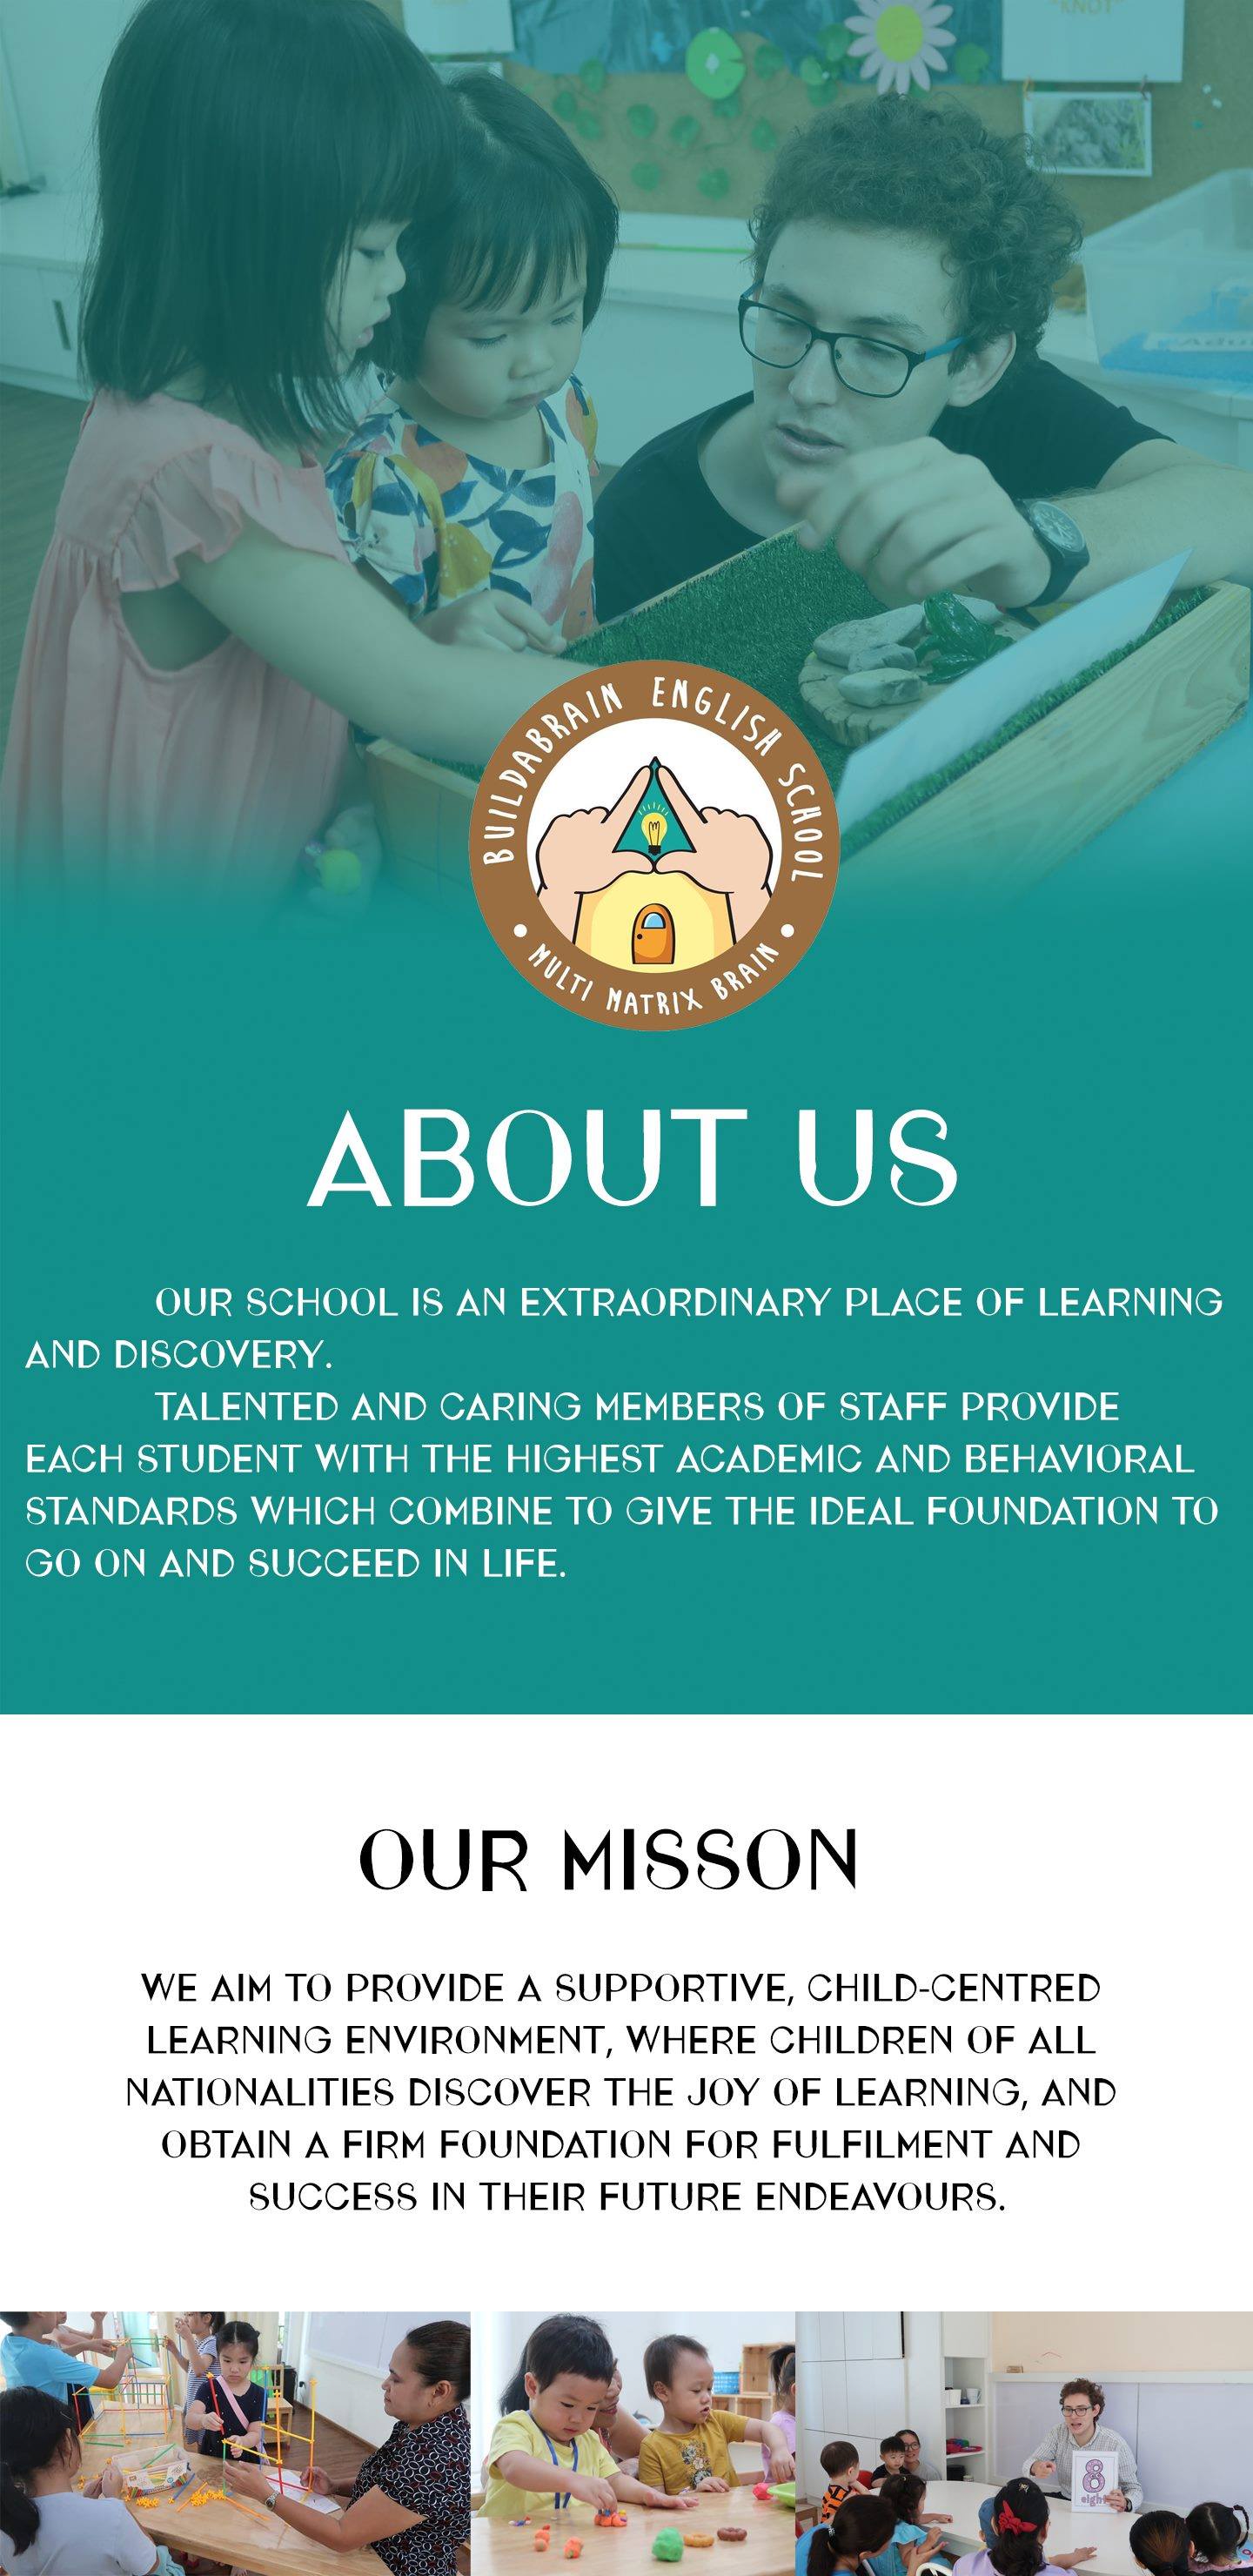 KNOT
BUILDABRAIN ENGLISH SCHOOL
MULTI MATRIX BRAIN
ABOUT US
OUR SCHOOL IS AN EXTRAORDINARY PLACE OF LEARNING
AND DISCOVERY.
TALENTED AND CARING MEMBERS OF STAFF PROVIDE
EACH STUDENT WITH THE HIGHEST ACADEMIC AND BEHAVIORAL
STANDARDS WHICH COMBINE TO GIVE THE IDEAL FOUNDATION TO
GO ON AND SUCCEED IN LIFE.
OUR MISSON
WE AIM TO PROVIDE A SUPPORTIVE, CHILD-CENTRED
LEARNING ENVIRONMENT, WHERE CHILDREN OF ALL
NATIONALITIES DISCOVER THE JOY OF LEARNING, AND
OBTAIN A FIRM FOUNDATION FOR FULFILMENT AND
SUCCESS IN THEIR FUTURE ENDEAVOURS.
8
eight